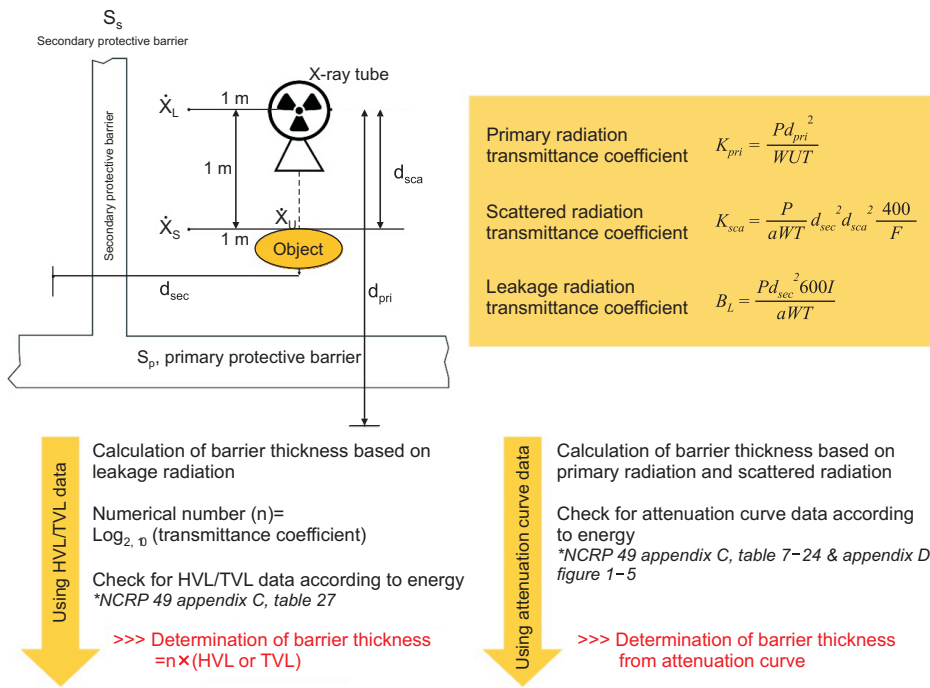 S_s
Secondary protective barrier
Secondary protective barrier
X-ray tube
Ẋ_L
1 m
1 m
d_sca
Ẋ_S
1 m
Ẋ_U
Object
d_sec
d_pri
S_p, primary protective barrier
Primary radiation
transmittance coefficient
K_pri = Pd_pri² / WUT
Scattered radiation
transmittance coefficient
K_sca = P / aWT d_sec² d_sca² 400 / F
Leakage radiation
transmittance coefficient
B_L = Pd_sec² 600I / aWT
Using HVL/TVL data
Calculation of barrier thickness based on
leakage radiation
Numerical number (n)=
Log_2, 10 (transmittance coefficient)
Check for HVL/TVL data according to energy
*NCRP 49 appendix C, table 27
>>> Determination of barrier thickness
=n×(HVL or TVL)
Using attenuation curve data
Calculation of barrier thickness based on
primary radiation and scattered radiation
Check for attenuation curve data according
to energy
*NCRP 49 appendix C, table 7−24 & appendix D
figure 1−5
>>> Determination of barrier thickness
from attenuation curve